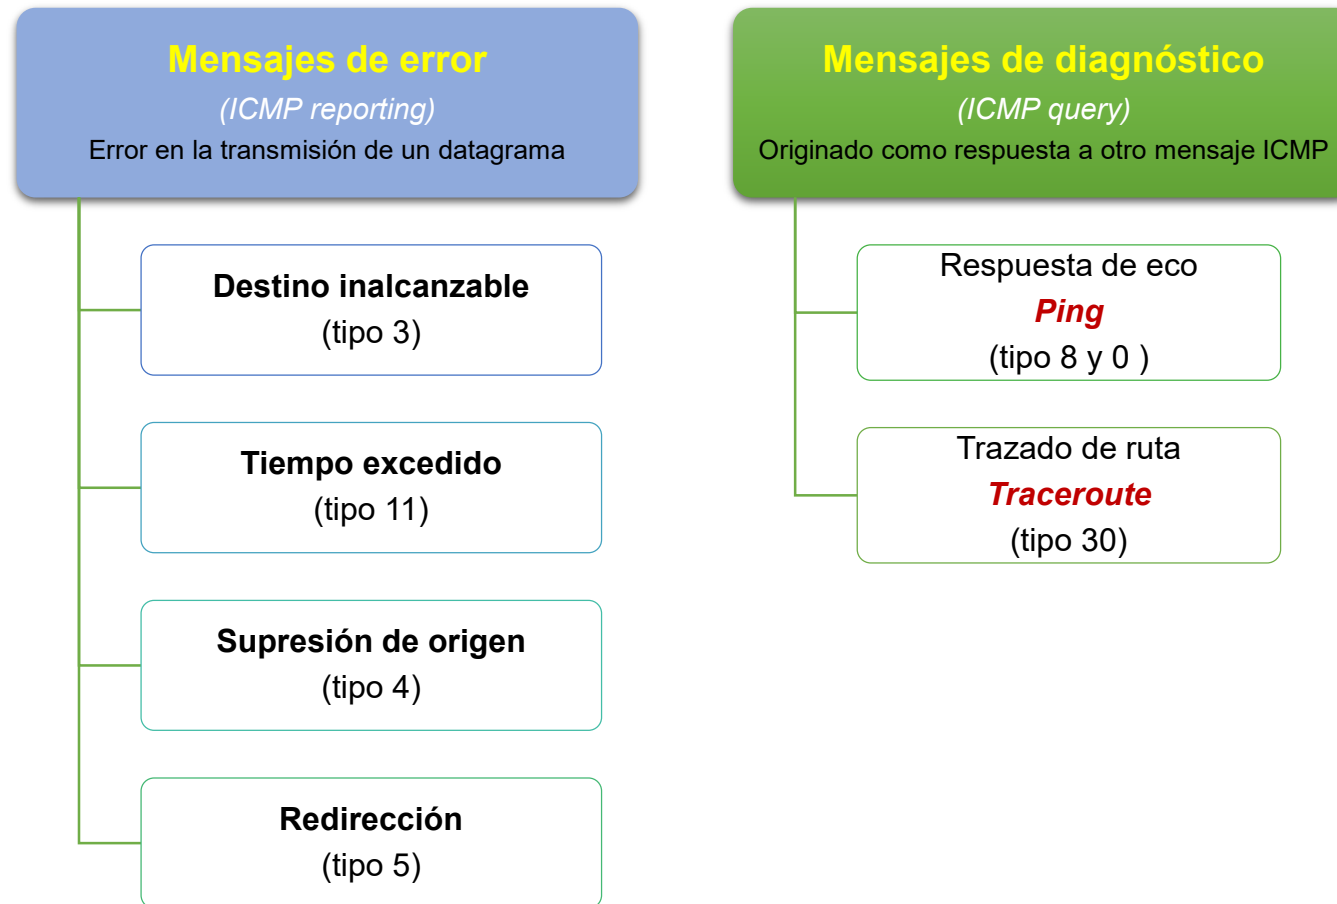 Mensajes de error
(ICMP reporting)
Error en la transmisión de un datagrama
Destino inalcanzable
(tipo 3)
Tiempo excedido
(tipo 11)
Supresión de origen
(tipo 4)
Redirección
(tipo 5)
Mensajes de diagnóstico
(ICMP query)
Originado como respuesta a otro mensaje ICMP
Respuesta de eco
Ping
(tipo 8 y 0 )
Trazado de ruta
Traceroute
(tipo 30)